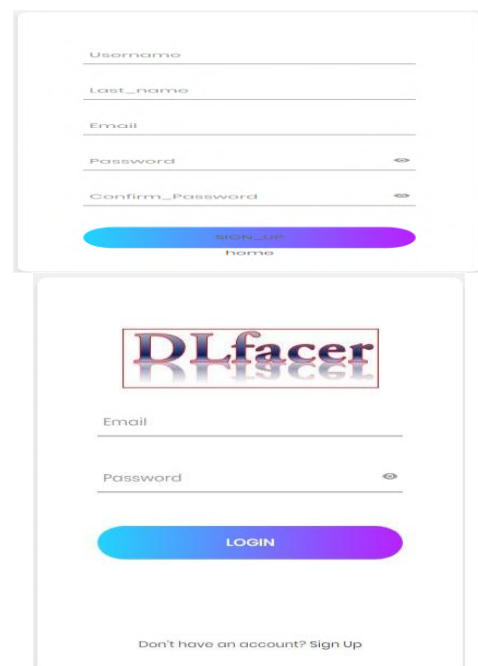 Username
Last_name
Email
Password
Confirm_Password
SIGN_UP
home
DLfacer
Email
Password
LOGIN
Don't have an account? Sign Up